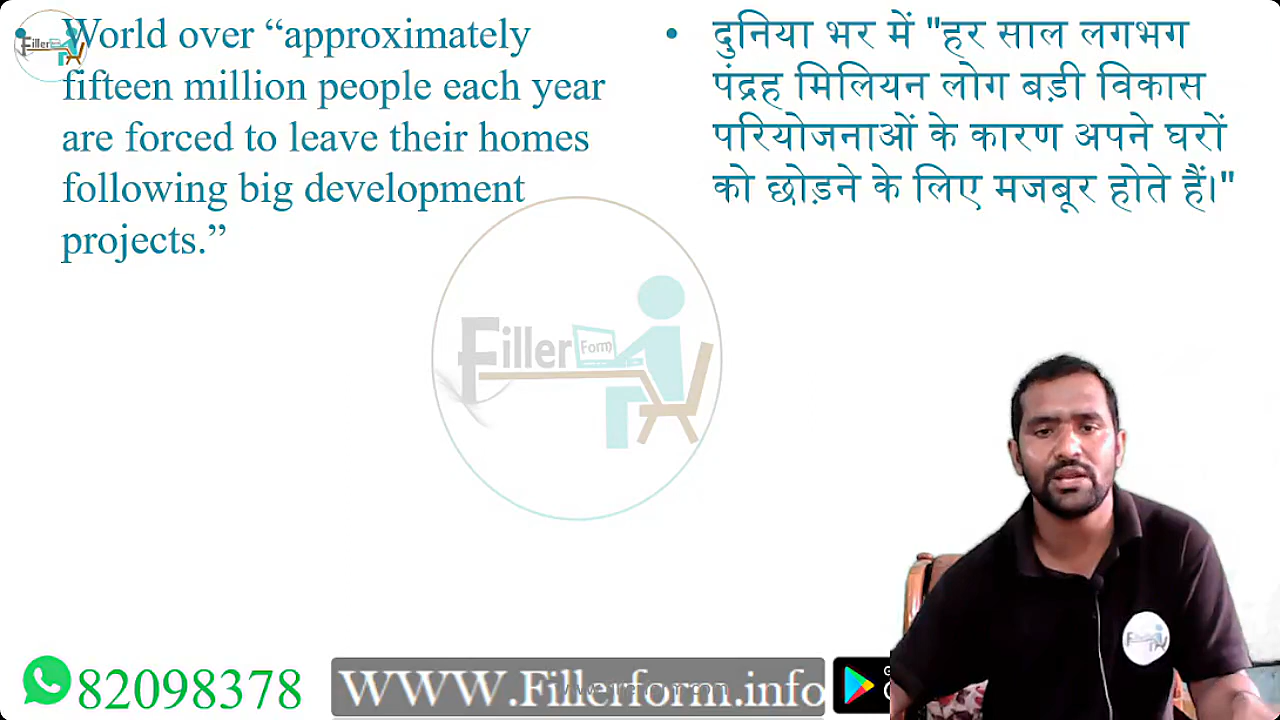 World over “approximately
fifteen million people each year
are forced to leave their homes
following big development
projects.”
दुनिया भर में "हर साल लगभग
पंद्रह मिलियन लोग बड़ी विकास
परियोजनाओं के कारण अपने घरों
को छोड़ने के लिए मजबूर होते हैं।"
Filler
Form
82098378
WWW.Fillerform.info